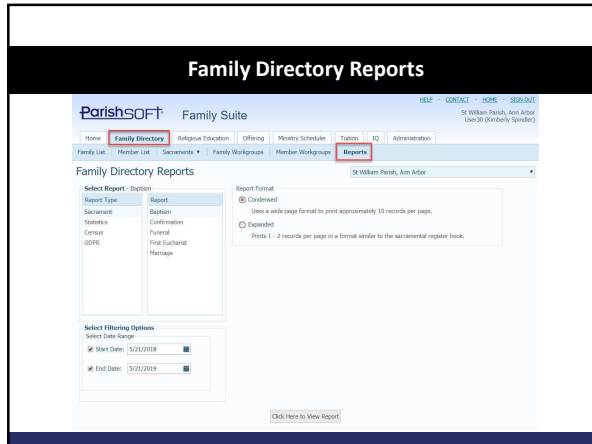 Family Directory Reports
HELP - CONTACT - HOME - SIGN OUT
ParishSOFT Family Suite
St William Parish, Ann Arbor
User30 (Kimberly Spindler)
Home Family Directory Religious Education Offering Ministry Scheduler Tuition IQ Administration
Family List Member List Sacraments ▾ Family Workgroups Member Workgroups Reports
Family Directory Reports
St William Parish, Ann Arbor
Select Report - Baptism
Report Type
Sacrament
Statistics
Census
GDPR
Report
Baptism
Confirmation
Funeral
First Eucharist
Marriage
Report Format
Condensed
Uses a wide page format to print approximately 10 records per page.
Expanded
Prints 1 - 2 records per page in a format similar to the sacramental register book.
Select Filtering Options
Select Date Range
Start Date: 5/21/2018
End Date: 5/21/2019
Click Here to View Report